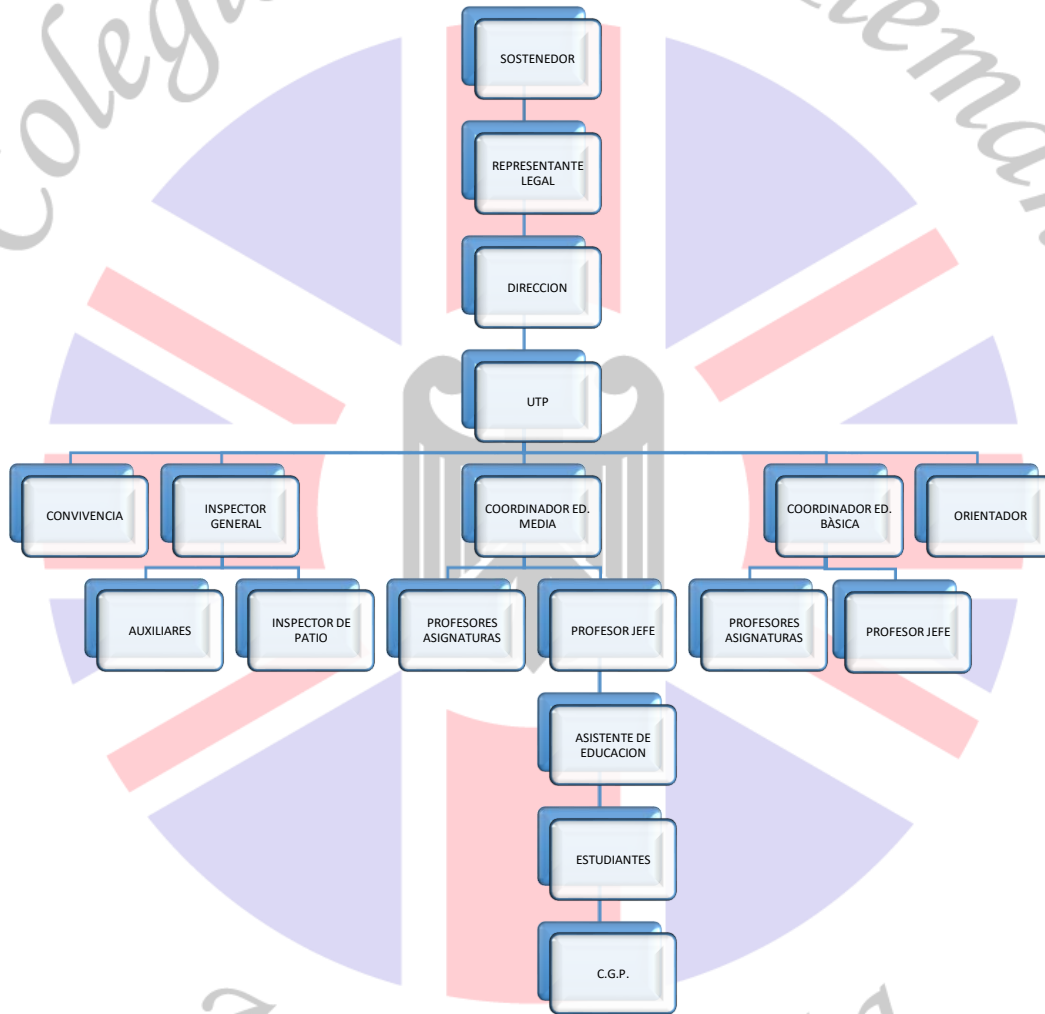 Colegio
SOSTENEDOR
REPRESENTANTE
LEGAL
DIRECCION
UTP
CONVIVENCIA
INSPECTOR
GENERAL
COORDINADOR ED.
MEDIA
COORDINADOR ED.
BÀSICA
ORIENTADOR
AUXILIARES
INSPECTOR DE
PATIO
PROFESORES
ASIGNATURAS
PROFESOR JEFE
PROFESORES
ASIGNATURAS
PROFESOR JEFE
ASISTENTE DE
EDUCACION
ESTUDIANTES
C.G.P.